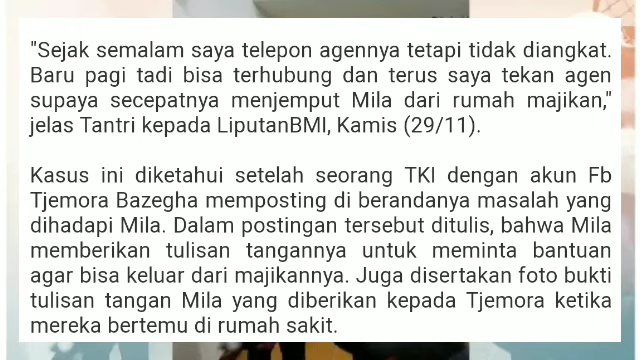 "Sejak semalam saya telepon agennya tetapi tidak diangkat.
Baru pagi tadi bisa terhubung dan terus saya tekan agen
supaya secepatnya menjemput Mila dari rumah majikan,"
jelas Tantri kepada LiputanBMI, Kamis (29/11).
Kasus ini diketahui setelah seorang TKI dengan akun Fb
Tjemora Bazegha memposting di berandanya masalah yang
dihadapi Mila. Dalam postingan tersebut ditulis, bahwa Mila
memberikan tulisan tangannya untuk meminta bantuan
agar bisa keluar dari majikannya. Juga disertakan foto bukti
tulisan tangan Mila yang diberikan kepada Tjemora ketika
mereka bertemu di rumah sakit.